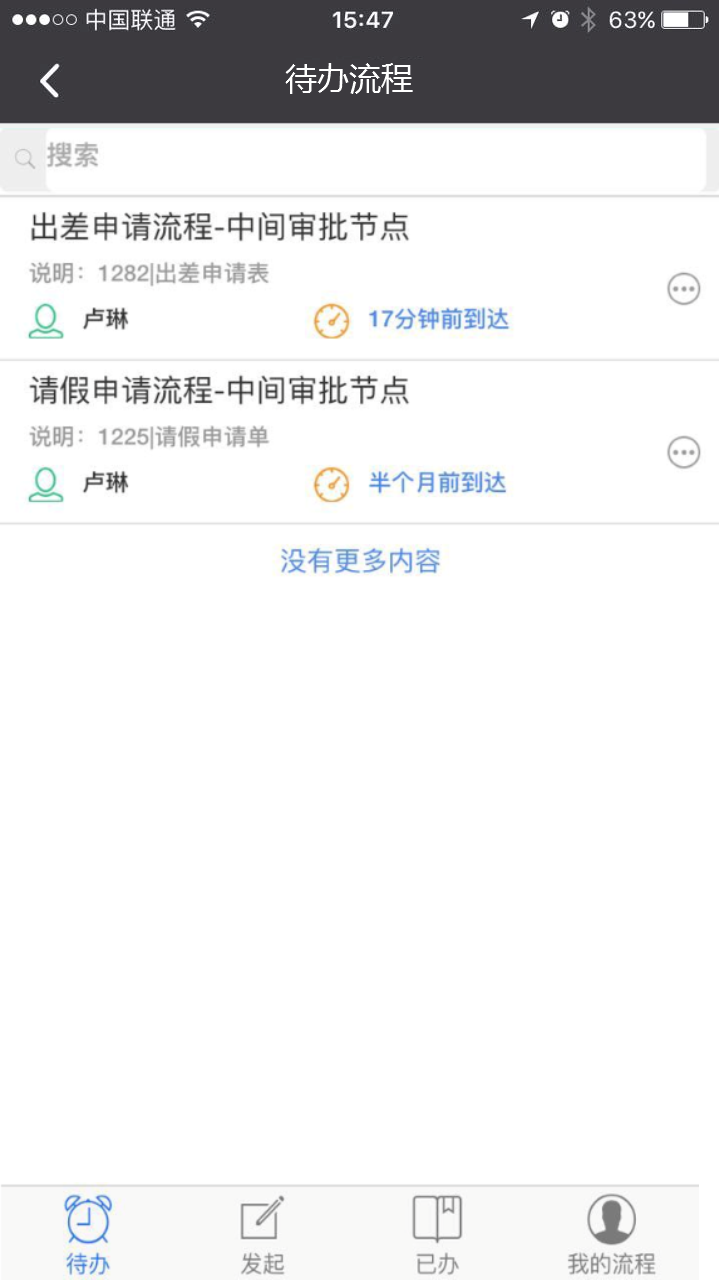 中国联通 15:47 63%
待办流程
搜索
出差申请流程-中间审批节点
说明：1282|出差申请表
卢琳 17分钟前到达
请假申请流程-中间审批节点
说明：1225|请假申请单
卢琳 半个月前到达
没有更多内容
待办 发起 已办 我的流程